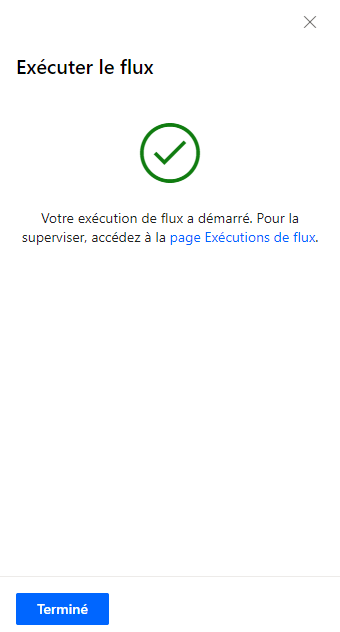 Exécuter le flux
Votre exécution de flux a démarré. Pour la
superviser, accédez à la page Exécutions de flux.
Terminé